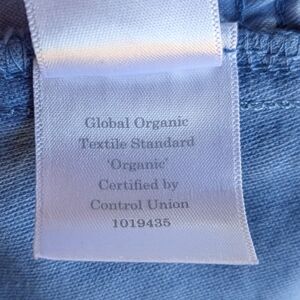 Global Organic
Textile Standard
'Organic'
Certified by
Control Union
1019435